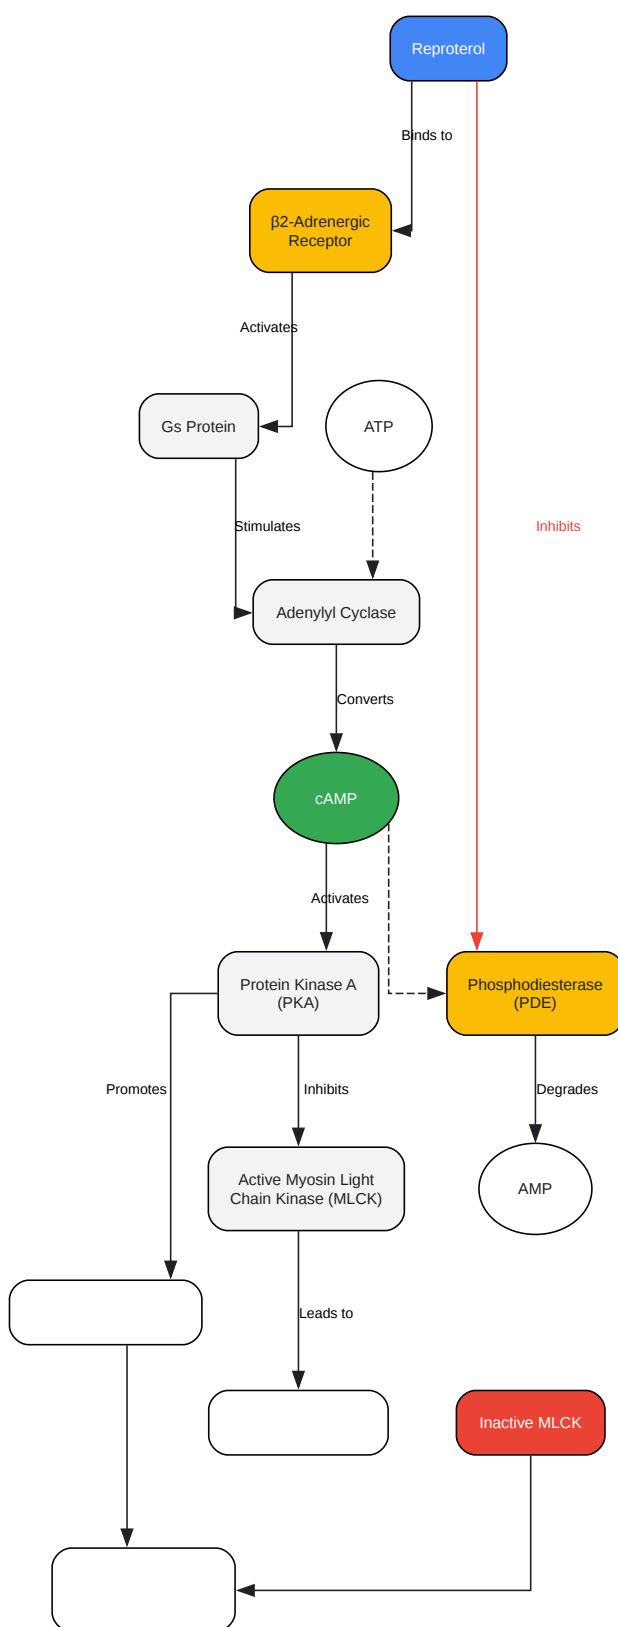 Reproterol
Binds to
β2-Adrenergic
Receptor
Activates
Gs Protein
ATP
Stimulates
Inhibits
Adenylyl Cyclase
Converts
cAMP
Activates
Protein Kinase A
(PKA)
Phosphodiesterase
(PDE)
Promotes
Inhibits
Degrades
Active Myosin Light
Chain Kinase (MLCK)
AMP
Leads to
Inactive MLCK